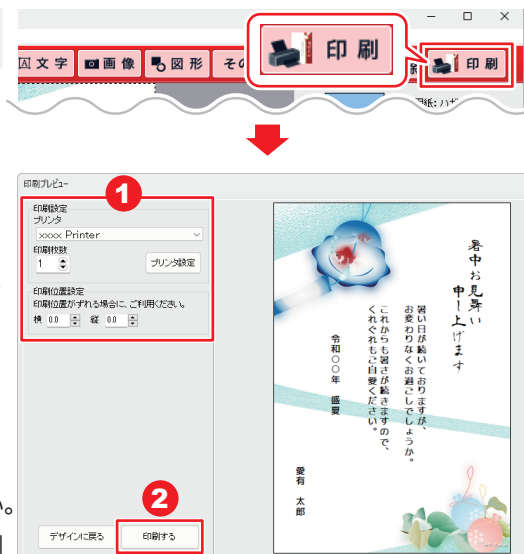 文字 画像 図形 その 印刷 印刷
用紙: ハガ
印刷プレビュー
1
印刷設定
プリンタ
xxxx Printer
印刷枚数
1
プリンタ設定
印刷位置設定
印刷位置がずれる場合に、ご利用ください。
横 0.0 縦 0.0
暑中お見舞い
申し上げます
暑い日が続いておりますが、
お変わりなくお過ごしでしょうか。
これからも暑さが続きますので、
くれぐれもご自愛ください。
令和〇〇年 盛夏
愛有 太郎
い。
2
デザインに戻る
印刷する